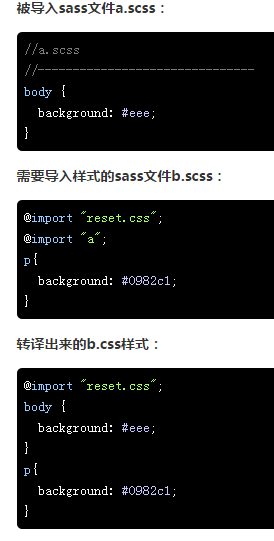 被导入sass文件a.scss：
//a.scss
//-------------------------------
body {
  background: #eee;
}
需要导入样式的sass文件b.scss：
@import "reset.css";
@import "a";
p{
  background: #0982c1;
}
转译出来的b.css样式：
@import "reset.css";
body {
  background: #eee;
}
p{
  background: #0982c1;
}